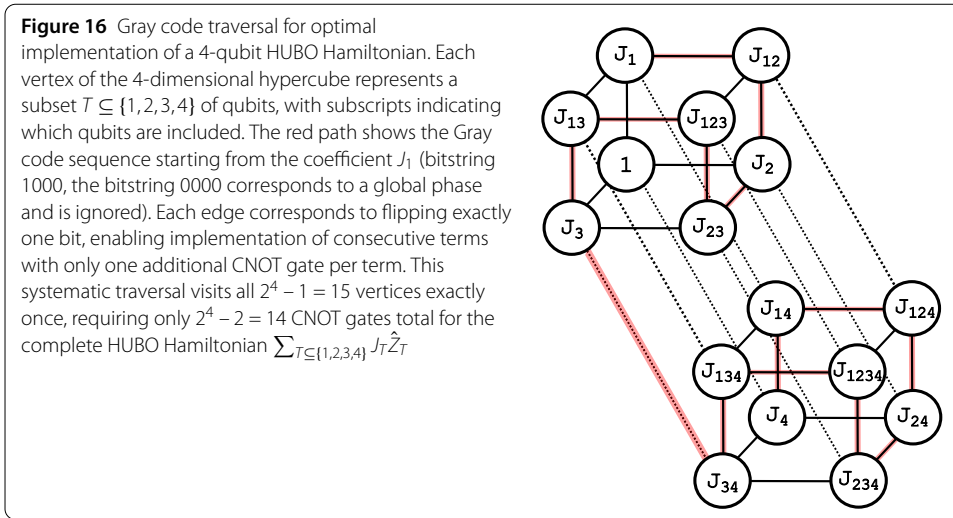 Figure 16 Gray code traversal for optimal
implementation of a 4-qubit HUBO Hamiltonian. Each
vertex of the 4-dimensional hypercube represents a
subset T ⊆ {1, 2, 3, 4} of qubits, with subscripts indicating
which qubits are included. The red path shows the Gray
code sequence starting from the coefficient J₁ (bitstring
1000, the bitstring 0000 corresponds to a global phase
and is ignored). Each edge corresponds to flipping exactly
one bit, enabling implementation of consecutive terms
with only one additional CNOT gate per term. This
systematic traversal visits all 2⁴ – 1 = 15 vertices exactly
once, requiring only 2⁴ – 2 = 14 CNOT gates total for the
complete HUBO Hamiltonian ∑_{T⊆{1,2,3,4}} J_T Ẑ_T
J₁ J₁₂
J₁₃ J₁₂₃
1 J₂
J₃ J₂₃
J₁₄ J₁₂₄
J₁₃₄ J₁₂₃₄
J₄ J₂₄
J₃₄ J₂₃₄